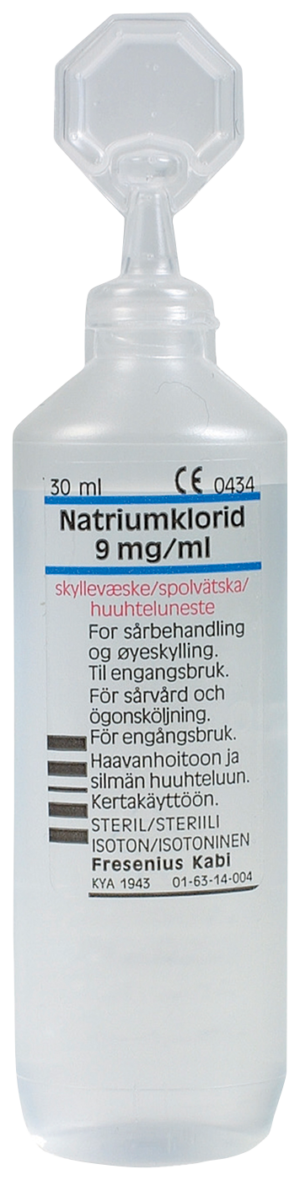 30 ml CE 0434
Natriumklorid
9 mg/ml
skyllevæske/spolvätska/
huuhteluneste
For sårbehandling
og øyeskylling.
Til engangsbruk.
För sårvård och
ögonsköljning.
För engångsbruk.
Haavanhoitoon ja
silmän huuhteluun.
Kertakäyttöön.
STERIL/STERIILI
ISOTON/ISOTONINEN
Fresenius Kabi
KYA 1943 01-63-14-004